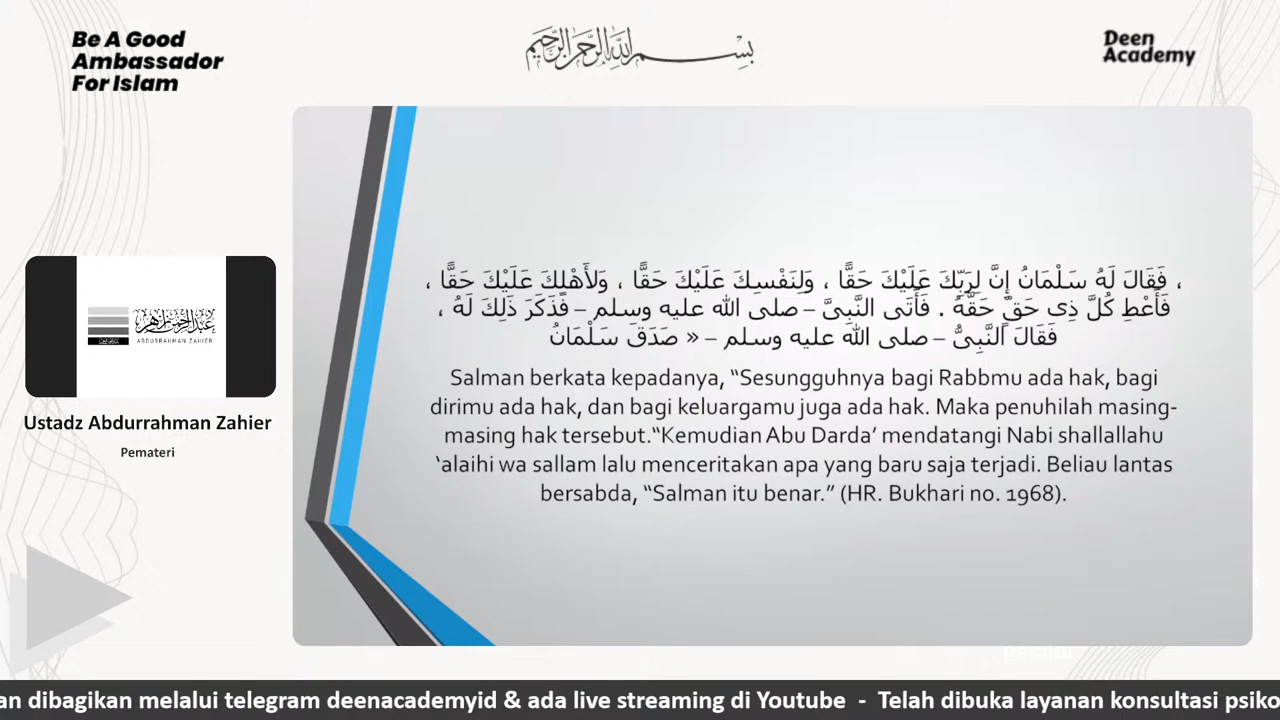 Be A Good
Ambassador
For Islam
بسم الله الرحمن الرحيم
Deen
Academy
، فَقَالَ لَهُ سَلْمَانُ إِنَّ لِرَبِّكَ عَلَيْكَ حَقًّا ، وَلِنَفْسِكَ عَلَيْكَ حَقًّا ، وَلأَهْلِكَ عَلَيْكَ حَقًّا ،
فَأَعْطِ كُلَّ ذِى حَقٍّ حَقَّهُ . فَأَتَى النَّبِىَّ – صلى الله عليه وسلم – فَذَكَرَ ذَلِكَ لَهُ ،
فَقَالَ النَّبِىُّ – صلى الله عليه وسلم – « صَدَقَ سَلْمَانُ
Salman berkata kepadanya, “Sesungguhnya bagi Rabbmu ada hak, bagi
dirimu ada hak, dan bagi keluargamu juga ada hak. Maka penuhilah masing-
masing hak tersebut.“Kemudian Abu Darda’ mendatangi Nabi shallallahu
‘alaihi wa sallam lalu menceritakan apa yang baru saja terjadi. Beliau lantas
bersabda, “Salman itu benar.” (HR. Bukhari no. 1968).
ABDURRAHMAN ZAHIER
Ustadz Abdurrahman Zahier
Pemateri
an dibagikan melalui telegram deenacademyid & ada live streaming di Youtube - Telah dibuka layanan konsultasi psiko